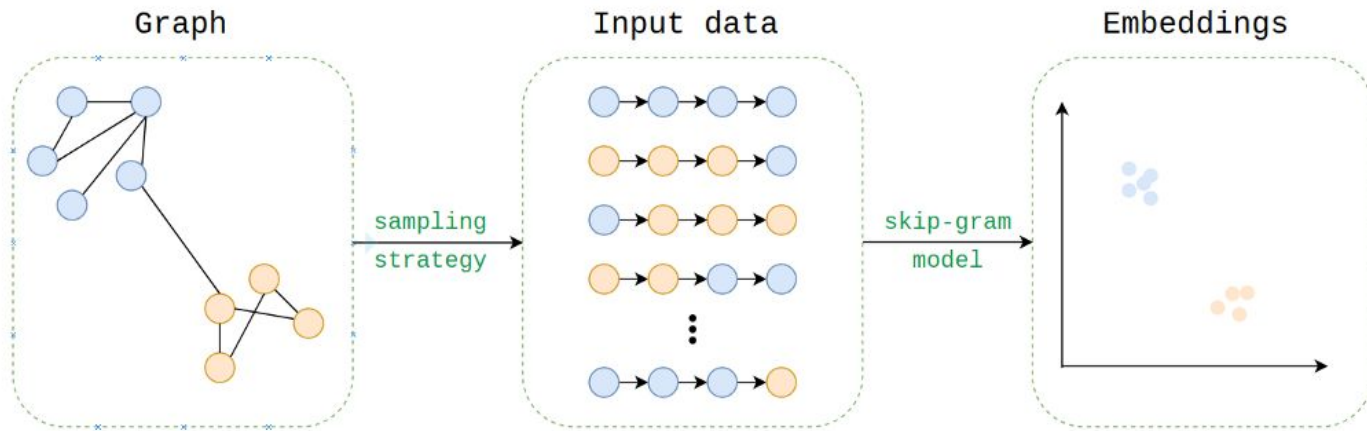 Graph
Input data
Embeddings
sampling
strategy
skip-gram
model